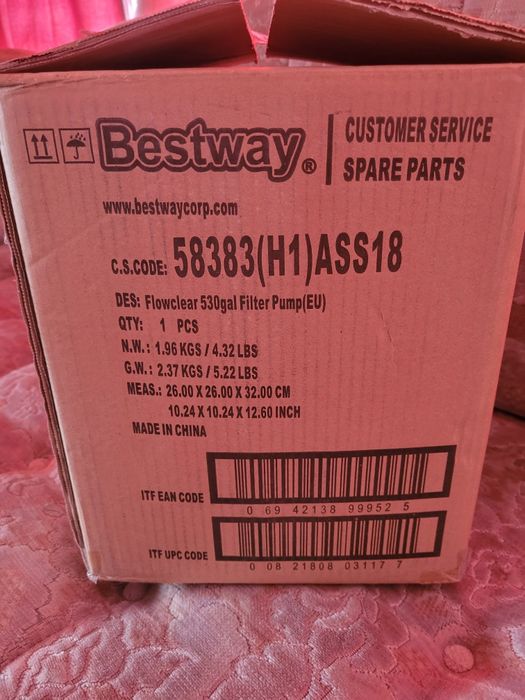 Bestway® | CUSTOMER SERVICE
SPARE PARTS
www.bestwaycorp.com
C.S.CODE: 58383(H1)ASS18
DES: Flowclear 530gal Filter Pump(EU)
QTY: 1 PCS
N.W.: 1.96 KGS / 4.32 LBS
G.W.: 2.37 KGS / 5.22 LBS
MEAS.: 26.00 X 26.00 X 32.00 CM
10.24 X 10.24 X 12.60 INCH
MADE IN CHINA
ITF EAN CODE
0 69 42138 99952 5
ITF UPC CODE
0 08 21808 03117 7